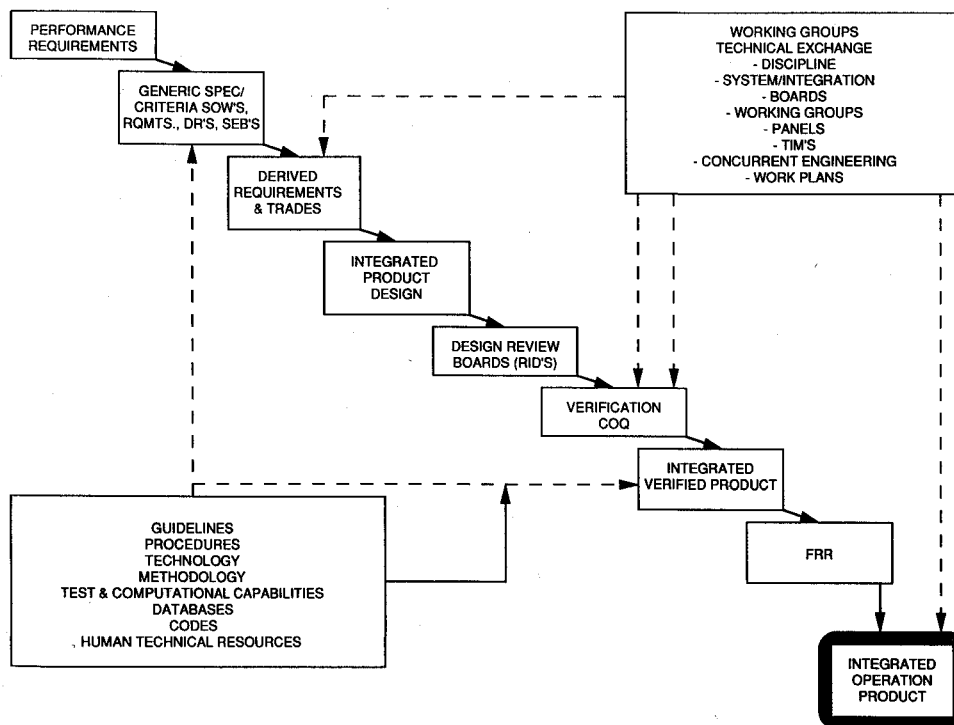 PERFORMANCE
REQUIREMENTS
GENERIC SPEC/
CRITERIA SOW'S,
RQMTS., DR'S, SEB'S
DERIVED
REQUIREMENTS
& TRADES
INTEGRATED
PRODUCT
DESIGN
DESIGN REVIEW
BOARDS (RID'S)
VERIFICATION
COQ
INTEGRATED
VERIFIED PRODUCT
FRR
INTEGRATED
OPERATION
PRODUCT
WORKING GROUPS
TECHNICAL EXCHANGE
- DISCIPLINE
- SYSTEM/INTEGRATION
- BOARDS
- WORKING GROUPS
- PANELS
- TIM'S
- CONCURRENT ENGINEERING
- WORK PLANS
GUIDELINES
PROCEDURES
TECHNOLOGY
METHODOLOGY
TEST & COMPUTATIONAL CAPABILITIES
DATABASES
CODES
HUMAN TECHNICAL RESOURCES